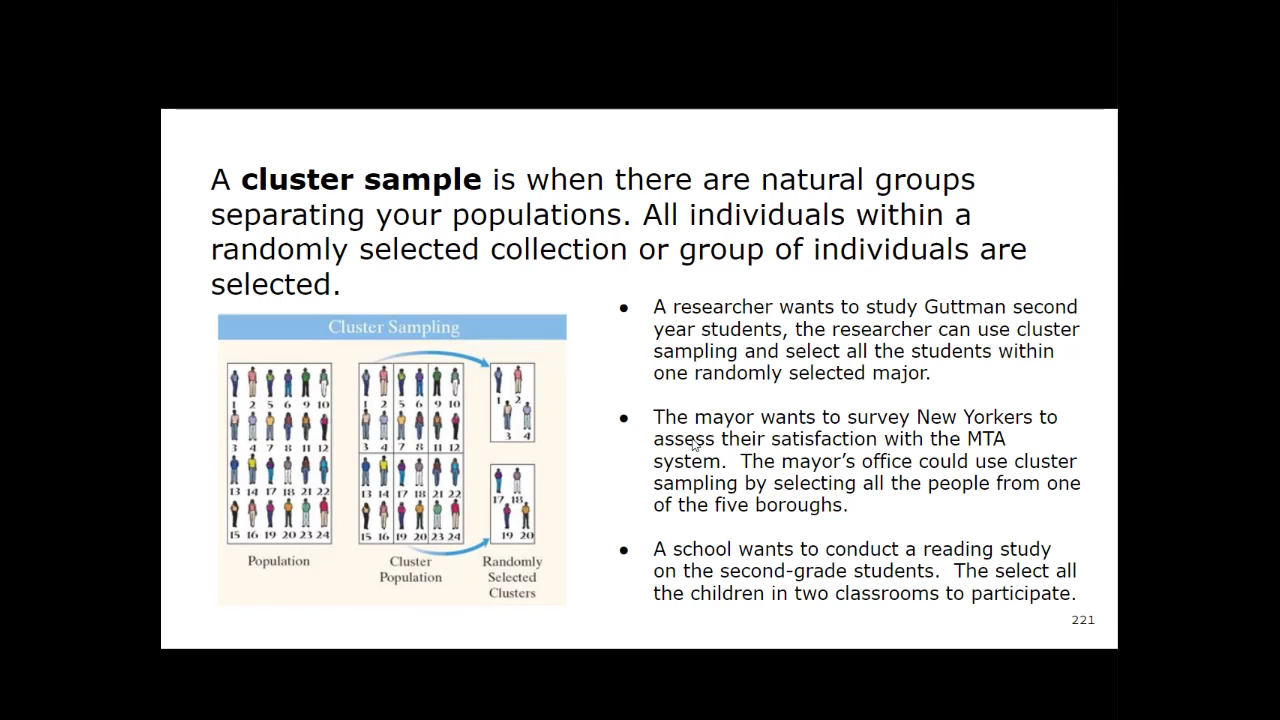 A cluster sample is when there are natural groups
separating your populations. All individuals within a
randomly selected collection or group of individuals are
selected.
Cluster Sampling
1 2 5 6 9 10
3 4 7 8 11 12
13 14 17 18 21 22
15 16 19 20 23 24
Population
1 2 5 6 9 10
3 4 7 8 11 12
13 14 17 18 21 22
15 16 19 20 23 24
Cluster
Population
1 2
3 4
17 18
19 20
Randomly
Selected
Clusters
● A researcher wants to study Guttman second
year students, the researcher can use cluster
sampling and select all the students within
one randomly selected major.
● The mayor wants to survey New Yorkers to
assess their satisfaction with the MTA
system. The mayor’s office could use cluster
sampling by selecting all the people from one
of the five boroughs.
● A school wants to conduct a reading study
on the second-grade students. The select all
the children in two classrooms to participate.
221